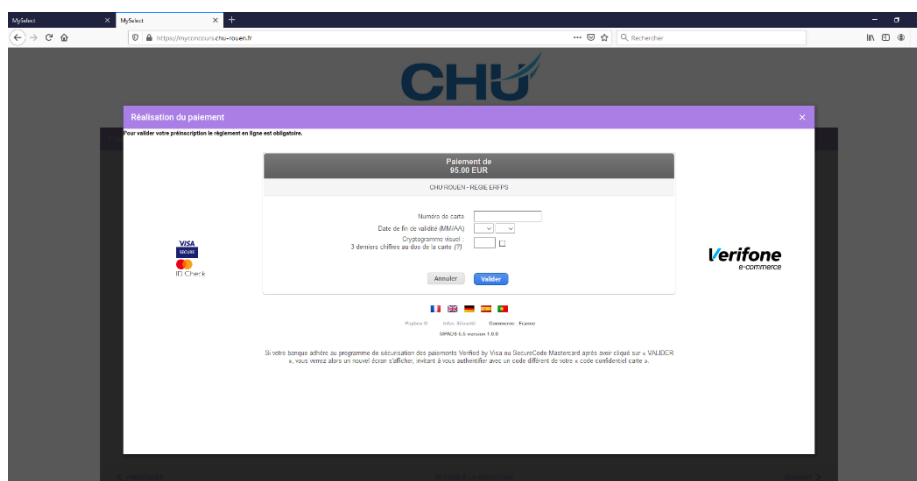 MySelect
MySelect
https://myconcours.chu-rouen.fr
Rechercher
CHU
Réalisation du paiement
Pour valider votre préinscription le règlement en ligne est obligatoire.
Paiement de
95.00 EUR
CHU ROUEN - REGIE ERFPS
Numéro de carte
Date de fin de validité (MM/AA)
Cryptogramme visuel :
3 derniers chiffres au dos de la carte (?)
VISA
SECURE
ID Check
Annuler
Valider
Verifone
e-commerce
Infos Sécurité
Commerce France
Si votre banque adhère au programme de sécurisation des paiements Verified by Visa ou SecureCode Mastercard après avoir cliqué sur « VALIDER
», vous verrez alors un nouvel écran s'afficher, invitant à vous authentifier avec un code différent de votre « code confidentiel carte ».